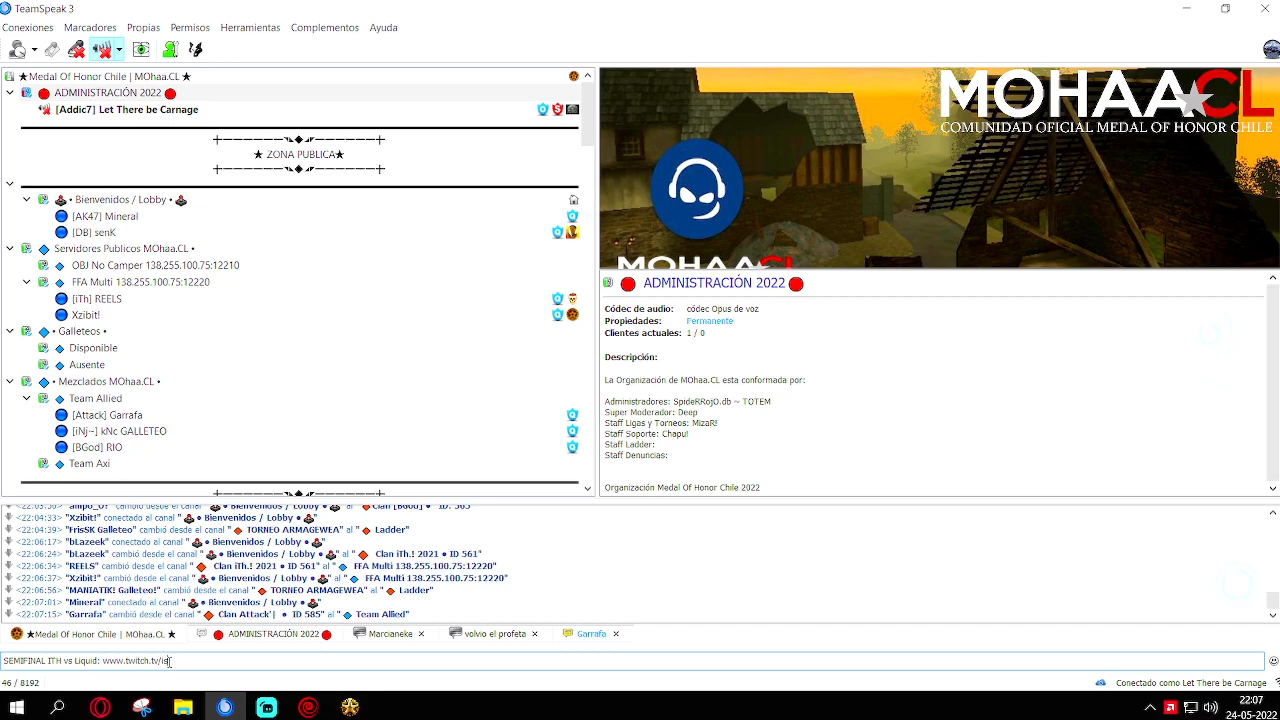 TeamSpeak 3
Conexiones Marcadores Propias Permisos Herramientas Complementos Ayuda
★Medal Of Honor Chile | MOhaa.CL ★
ADMINISTRACIÓN 2022
[Addic7] Let There be Carnage
★ ZONA PUBLICA★
• Bienvenidos / Lobby •
[AK47] Mineral
[DB] senK
Servidores Publicos MOhaa.CL •
OBJ No Camper 138.255.100.75:12210
FFA Multi 138.255.100.75:12220
[iTh] REELS
Xzibit!
• Galleteos •
Disponible
Ausente
• Mezclados MOhaa.CL •
Team Allied
[Attack] Garrafa
[iNj~] kNc GALLETEO
[BGod] RIO
Team Axi
MOHAA CL
COMUNIDAD OFICIAL MEDAL OF HONOR CHILE
MOHAACL
ADMINISTRACIÓN 2022
Códec de audio: códec Opus de voz
Propiedades: Permanente
Clientes actuales: 1 / 0
Descripción:
La Organización de MOhaa.CL esta conformada por:
Administradores: SpideRRojO.db ~ TOTEM
Super Moderador: Deep
Staff Ligas y Torneos: MizaR!
Staff Soporte: Chapu!
Staff Ladder:
Staff Denuncias:
Organización Medal Of Honor Chile 2022
<22:04:33> "Xzibit!" conectado al canal "● Bienvenidos / Lobby ●"
<22:04:39> "FrisSK Galleteo" cambió desde el canal "TORNEO ARMAGEWEA" al "Ladder"
<22:06:17> "bLazeek" conectado al canal "● Bienvenidos / Lobby ●"
<22:06:24> "bLazeek" cambió desde el canal "● Bienvenidos / Lobby ●" al "Clan iTh.! 2021 ● ID 561"
<22:06:34> "REELS" cambió desde el canal "Clan iTh.! 2021 ● ID 561" al "FFA Multi 138.255.100.75:12220"
<22:06:37> "Xzibit!" cambió desde el canal "● Bienvenidos / Lobby ●" al "FFA Multi 138.255.100.75:12220"
<22:06:56> "MANIATIK! Galleteo!" cambió desde el canal "TORNEO ARMAGEWEA" al "Ladder"
<22:07:01> "Mineral" conectado al canal "● Bienvenidos / Lobby ●"
<22:07:15> "Garrafa" cambió desde el canal "Clan Attack'| ● ID 585" al "Team Allied"
★Medal Of Honor Chile | MOhaa.CL ★ ADMINISTRACIÓN 2022 Marcianeke volvio el profeta Garrafa
SEMIFINAL ITH vs Liquid: www.twitch.tv/is
46 / 8192 Conectado como Let There be Carnage
22:07
24-05-2022